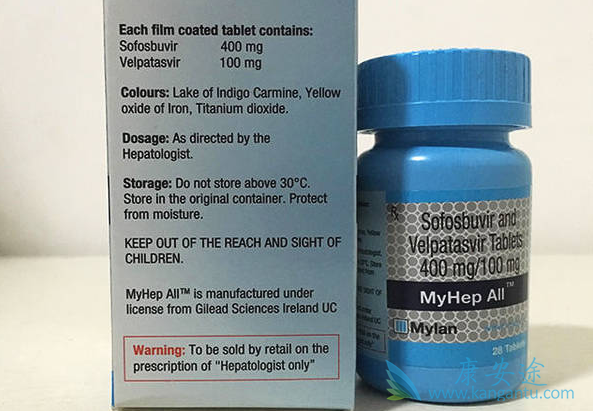 Each film coated tablet contains:
Sofosbuvir 400 mg
Velpatasvir 100 mg
Colours: Lake of Indigo Carmine, Yellow
oxide of Iron, Titanium dioxide.
Dosage: As directed by the
Hepatologist.
Storage: Do not store above 30°C.
Store in the original container. Protect
from moisture.
KEEP OUT OF THE REACH AND SIGHT OF
CHILDREN.
MyHep All™ is manufactured under
license from Gilead Sciences Ireland UC
Warning: To be sold by retail on the
prescription of "Hepatologist only"
℞
Sofosbuvir and
Velpatasvir Tablets
400 mg/100 mg
MyHep All™
Mylan
28 Tablets
康安途
www.kangantu.com